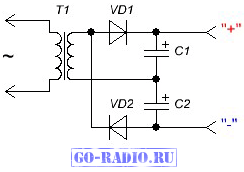 T1 VD1
"+"
+ C1
~
+ C2
VD2
"-"
GO-RADIO.RU